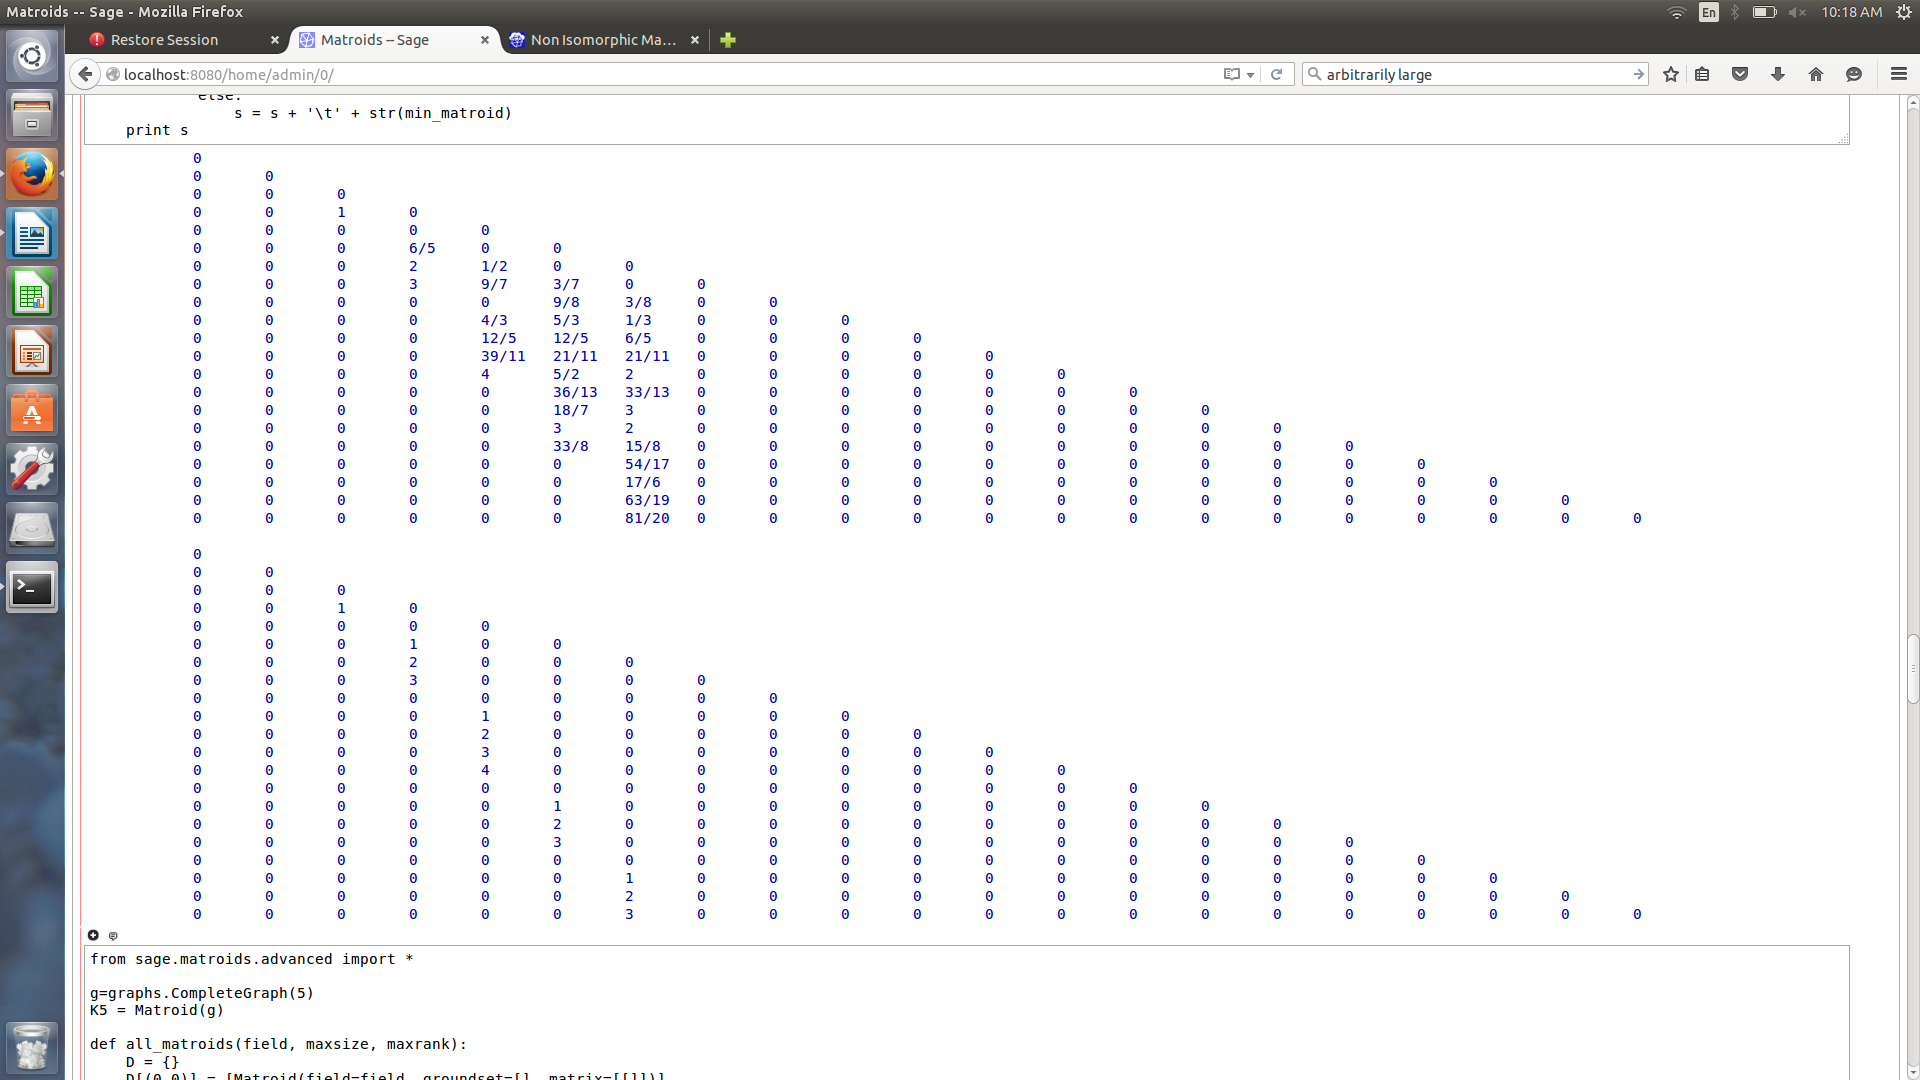 Matroids -- Sage - Mozilla Firefox En 10:18 AM
Restore Session × Matroids -- Sage × Non Isomorphic Ma... ×
localhost:8080/home/admin/0/ arbitrarily large
else:
s = s + '\t' + str(min_matroid)
print s
0
0 0
0 0 0
0 0 1 0
0 0 0 0 0
0 0 0 6/5 0 0
0 0 0 2 1/2 0 0
0 0 0 3 9/7 3/7 0 0
0 0 0 0 0 9/8 3/8 0 0
0 0 0 0 4/3 5/3 1/3 0 0 0
0 0 0 0 12/5 12/5 6/5 0 0 0 0
0 0 0 0 39/11 21/11 21/11 0 0 0 0 0
0 0 0 0 4 5/2 2 0 0 0 0 0 0
0 0 0 0 0 36/13 33/13 0 0 0 0 0 0 0
0 0 0 0 0 18/7 3 0 0 0 0 0 0 0 0
0 0 0 0 0 3 2 0 0 0 0 0 0 0 0 0
0 0 0 0 0 33/8 15/8 0 0 0 0 0 0 0 0 0 0
0 0 0 0 0 0 54/17 0 0 0 0 0 0 0 0 0 0 0
0 0 0 0 0 0 17/6 0 0 0 0 0 0 0 0 0 0 0 0
0 0 0 0 0 0 63/19 0 0 0 0 0 0 0 0 0 0 0 0 0
0 0 0 0 0 0 81/20 0 0 0 0 0 0 0 0 0 0 0 0 0 0
0
0 0
0 0 0
0 0 1 0
0 0 0 0 0
0 0 0 1 0 0
0 0 0 2 0 0 0
0 0 0 3 0 0 0 0
0 0 0 0 0 0 0 0 0
0 0 0 0 1 0 0 0 0 0
0 0 0 0 2 0 0 0 0 0 0
0 0 0 0 3 0 0 0 0 0 0 0
0 0 0 0 4 0 0 0 0 0 0 0 0
0 0 0 0 0 0 0 0 0 0 0 0 0 0
0 0 0 0 0 1 0 0 0 0 0 0 0 0 0
0 0 0 0 0 2 0 0 0 0 0 0 0 0 0 0
0 0 0 0 0 3 0 0 0 0 0 0 0 0 0 0 0
0 0 0 0 0 0 0 0 0 0 0 0 0 0 0 0 0 0
0 0 0 0 0 0 1 0 0 0 0 0 0 0 0 0 0 0 0
0 0 0 0 0 0 2 0 0 0 0 0 0 0 0 0 0 0 0 0
0 0 0 0 0 0 3 0 0 0 0 0 0 0 0 0 0 0 0 0 0
from sage.matroids.advanced import *
g=graphs.CompleteGraph(5)
K5 = Matroid(g)
def all_matroids(field, maxsize, maxrank):
D = {}
D[(0,0)] = [Matroid(field=field, groundset=[], matrix=[[]])]